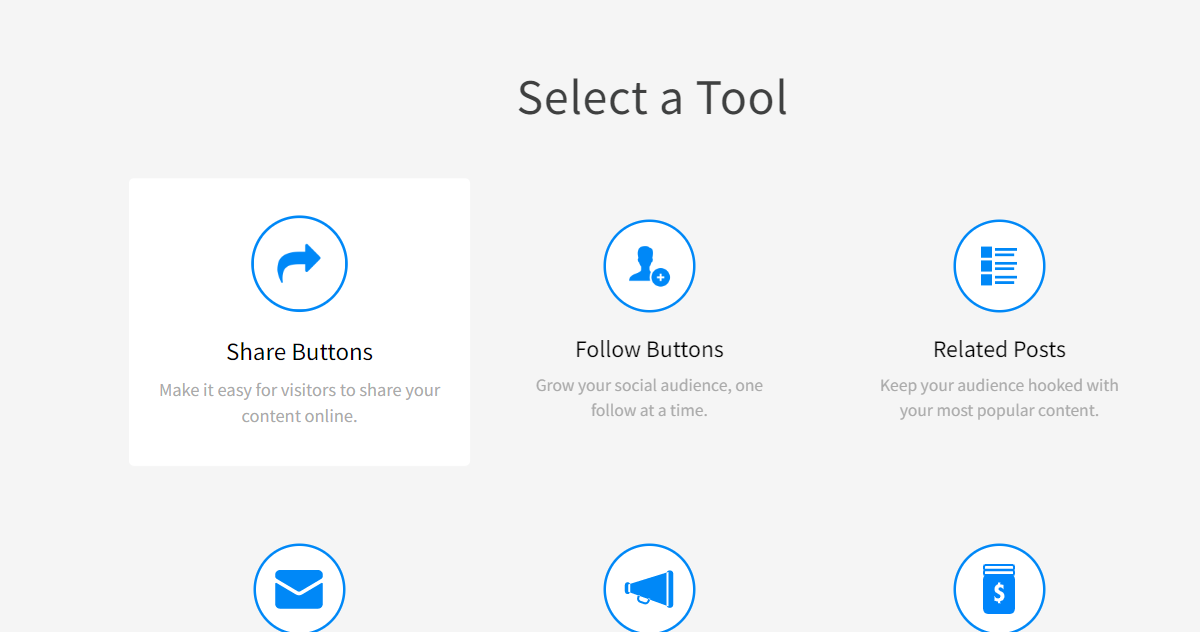 Select a Tool
Share Buttons
Make it easy for visitors to share your
content online.
Follow Buttons
Grow your social audience, one
follow at a time.
Related Posts
Keep your audience hooked with
your most popular content.
$